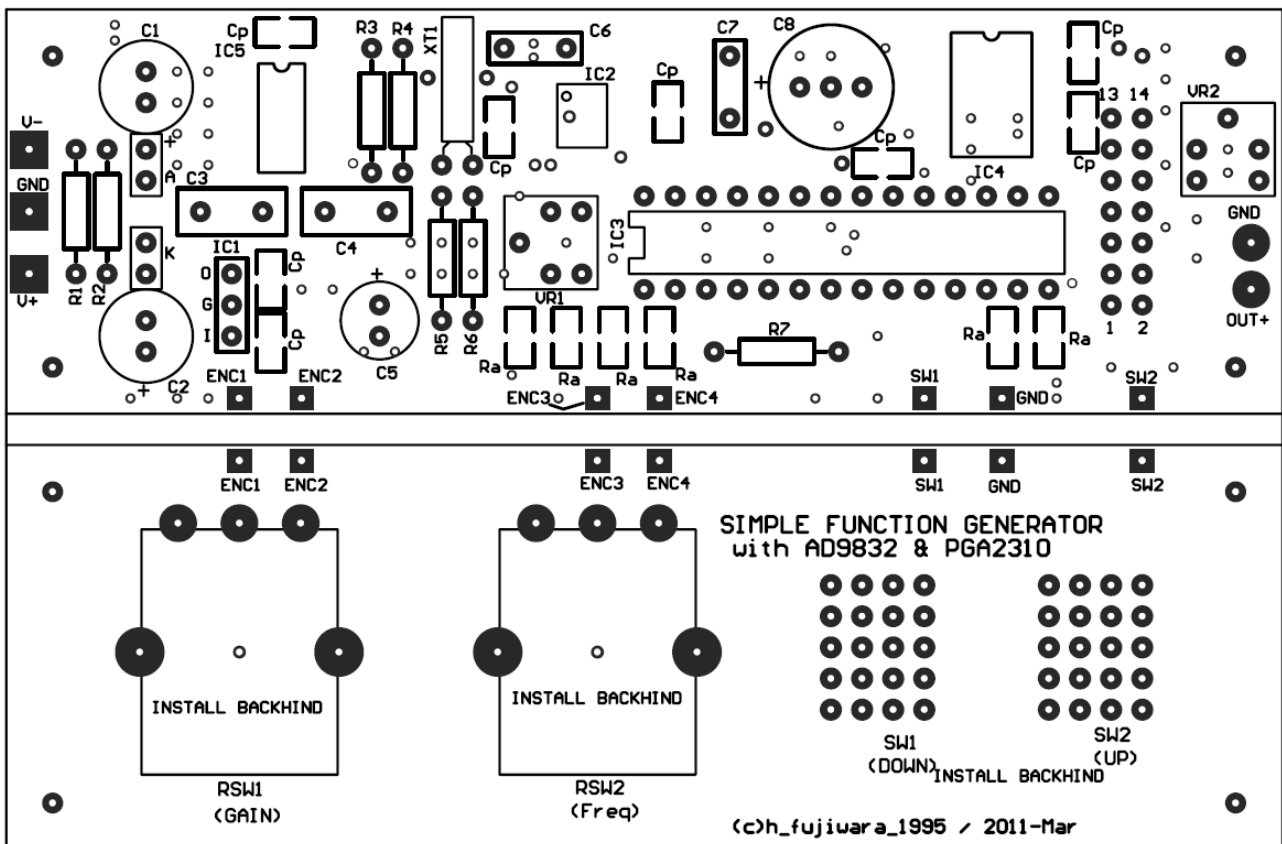 Cp
C1
IC5
R3
R4
XT1
C6
C7
C8
Cp
IC2
Cp
V-
+
+
13
14
VR2
A
Cp
Cp
Cp
IC4
GND
C3
GND
IC1
K
O
G
I
Cp
C4
IC3
+
V+
R1
R2
Cp
VR1
OUT+
R5
R6
R7
1
2
+
C2
C5
Ra
Ra
Ra
Ra
Ra
Ra
ENC1
ENC2
ENC3
ENC4
SW1
GND
SW2
ENC1
ENC2
ENC3
ENC4
SW1
GND
SW2
SIMPLE FUNCTION GENERATOR
with AD9832 & PGA2310
INSTALL BACKHIND
INSTALL BACKHIND
SW1
(DOWN)
SW2
(UP)
INSTALL BACKHIND
RSW1
(GAIN)
RSW2
(Freq)
(c)h_fujiwara_1995 / 2011-Mar